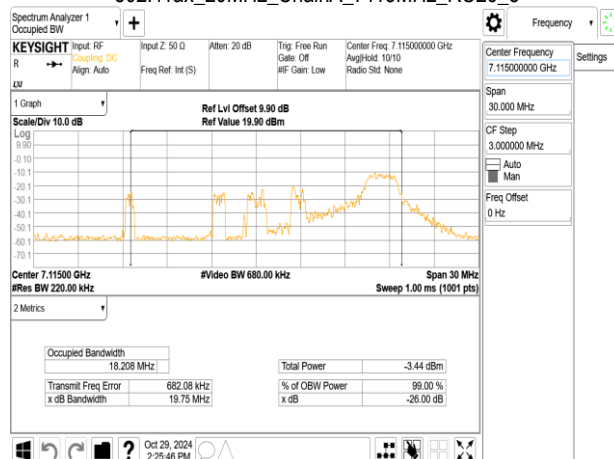 Spectrum Analyzer 1
Occupied BW
Frequency
KEYSIGHT
Input: RF
Coupling: DC
Align: Auto
Input Z: 50 Ω
Freq Ref: Int (S)
Atten: 20 dB
Trig: Free Run
Gate: Off
#IF Gain: Low
Center Freq: 7.115000000 GHz
Avg|Hold: 10/10
Radio Std: None
R
LXI
Center Frequency
7.115000000 GHz
Settings
Span
30.000 MHz
CF Step
3.000000 MHz
Auto
Man
Freq Offset
0 Hz
1 Graph
Scale/Div 10.0 dB
Ref Lvl Offset 9.90 dB
Ref Value 19.90 dBm
Log
9.90
-0.10
-10.1
-20.1
-30.1
-40.1
-50.1
-60.1
-70.1
Center 7.11500 GHz
#Video BW 680.00 kHz
Span 30 MHz
#Res BW 220.00 kHz
Sweep 1.00 ms (1001 pts)
2 Metrics
Occupied Bandwidth
18.208 MHz
Total Power -3.44 dBm
Transmit Freq Error 682.08 kHz
% of OBW Power 99.00 %
x dB Bandwidth 19.75 MHz
x dB -26.00 dB
?
Oct 29, 2024
2:25:46 PM